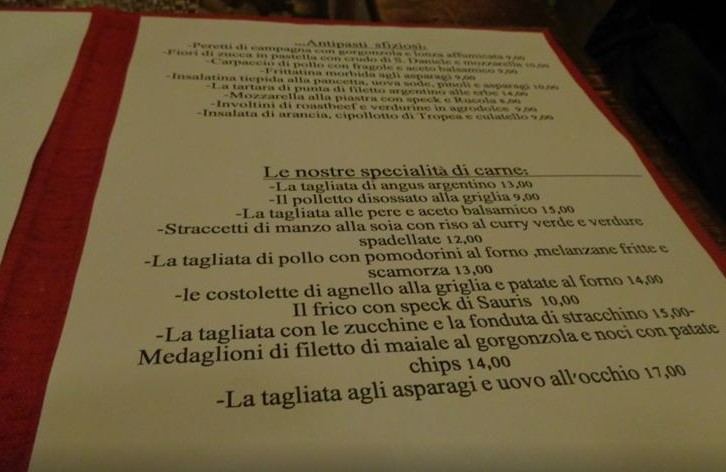 ...Antipasti sfiziosi:
-Peretti di campagna con gorgonzola e lonza affumicata 9,00
-Fiori di zucca in pastella con crudo di S. Daniele e mozzarella 10,00
-Carpaccio di pollo con fragole e aceto balsamico 9,00
-Frittatina morbida agli asparagi 9,00
-Insalatina tiepida alla pancetta, uova sode, pinoli e asparagi 10,00
-La tartara di punta di filetto argentino alle erbe 14,00
-Mozzarella alla piastra con speck e Rucola 8,00
-Involtini di roastbeef e verdurine in agrodolce 9,00
-Insalata di arancia, cipollotto di Tropea e culatello 9,00
Le nostre specialità di carne:
-La tagliata di angus argentino 13,00
-Il polletto disossato alla griglia 9,00
-La tagliata alle pere e aceto balsamico 15,00
-Straccetti di manzo alla soia con riso al curry verde e verdure
spadellate 12,00
-La tagliata di pollo con pomodorini al forno ,melanzane fritte e
scamorza 13,00
-le costolette di agnello alla griglia e patate al forno 14,00
Il frico con speck di Sauris 10,00
-La tagliata con le zucchine e la fonduta di stracchino 15,00-
Medaglioni di filetto di maiale al gorgonzola e noci con patate
chips 14,00
-La tagliata agli asparagi e uovo all'occhio 17,00